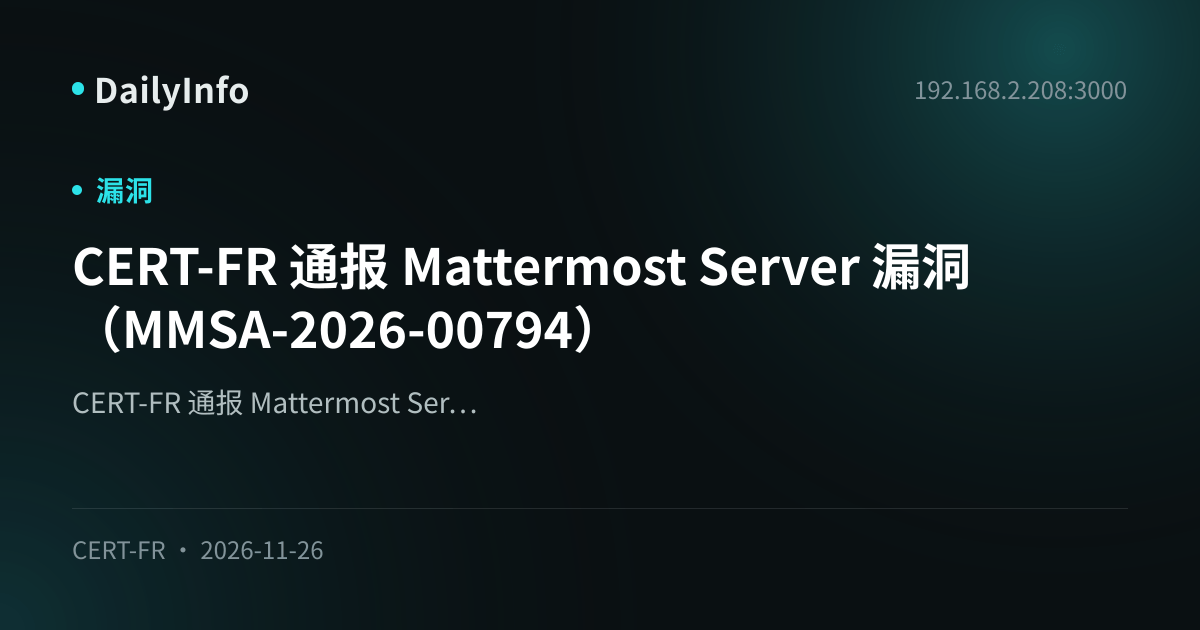 DailyInfo
192.168.2.208:3000
漏洞
CERT-FR 通报 Mattermost Server 漏洞
（MMSA-2026-00794）
CERT-FR 通报 Mattermost Ser…
CERT-FR · 2026-11-26